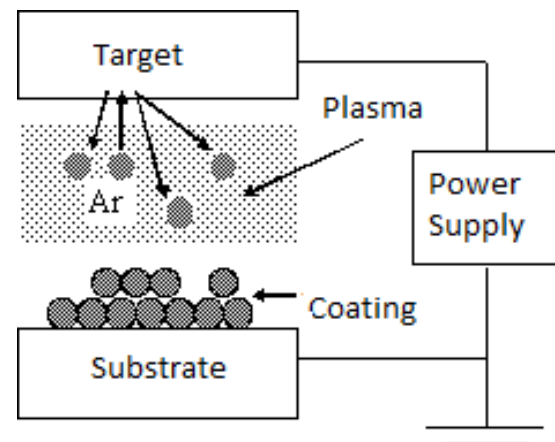 Target
Plasma
Ar
Power
Supply
Coating
Substrate